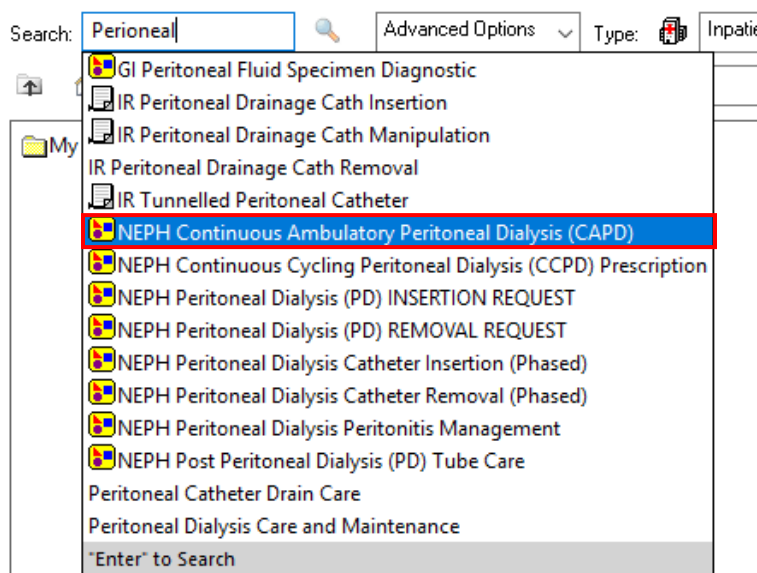 Search: Perioneal Advanced Options Type: Inpatie
GI Peritoneal Fluid Specimen Diagnostic
IR Peritoneal Drainage Cath Insertion
My
IR Peritoneal Drainage Cath Manipulation
IR Peritoneal Drainage Cath Removal
IR Tunnelled Peritoneal Catheter
NEPH Continuous Ambulatory Peritoneal Dialysis (CAPD)
NEPH Continuous Cycling Peritoneal Dialysis (CCPD) Prescription
NEPH Peritoneal Dialysis (PD) INSERTION REQUEST
NEPH Peritoneal Dialysis (PD) REMOVAL REQUEST
NEPH Peritoneal Dialysis Catheter Insertion (Phased)
NEPH Peritoneal Dialysis Catheter Removal (Phased)
NEPH Peritoneal Dialysis Peritonitis Management
NEPH Post Peritoneal Dialysis (PD) Tube Care
Peritoneal Catheter Drain Care
Peritoneal Dialysis Care and Maintenance
"Enter" to Search